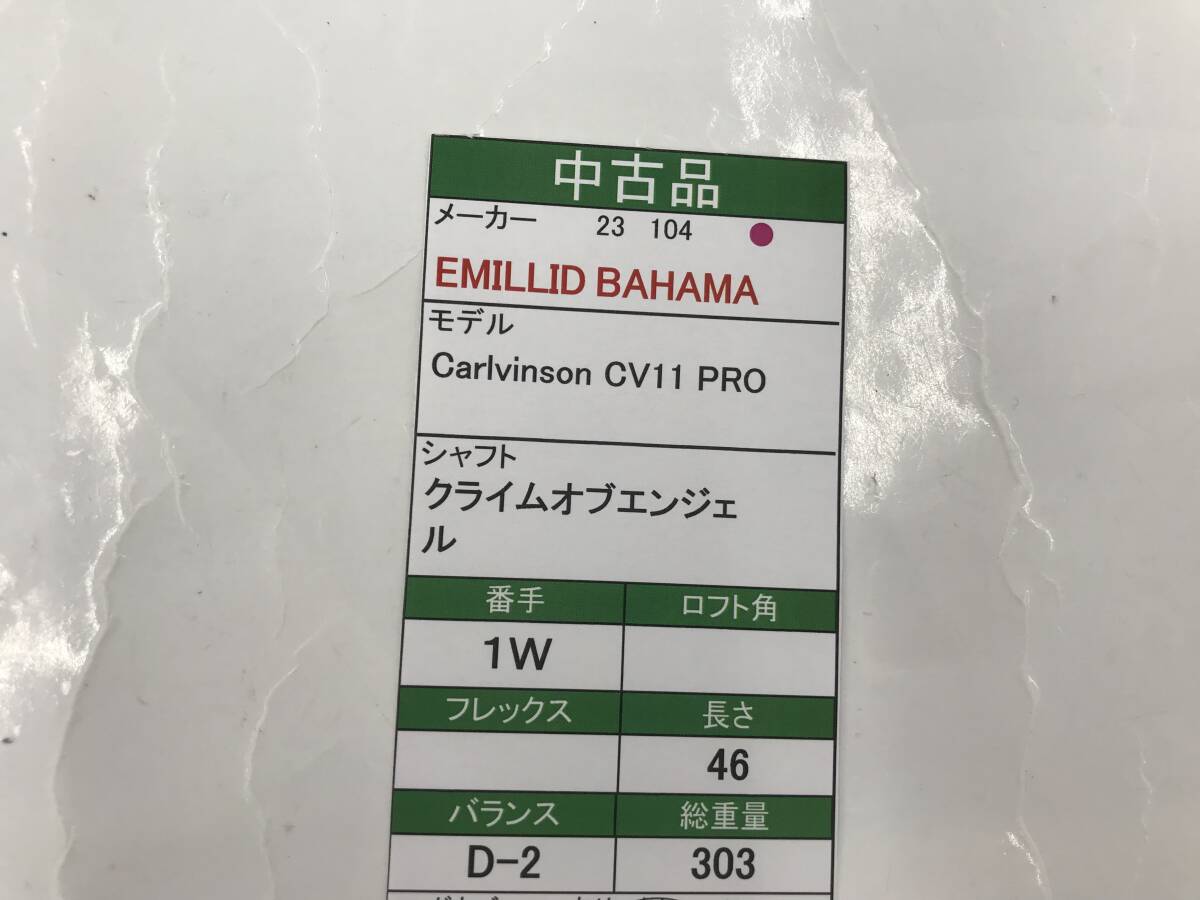 中古品
メーカー 23 104
EMILLID BAHAMA
モデル
Carlvinson CV11 PRO
シャフト
クライムオブエンジェ
ル
番手 ロフト角
1W
フレックス 長さ
46
バランス 総重量
D-2 303